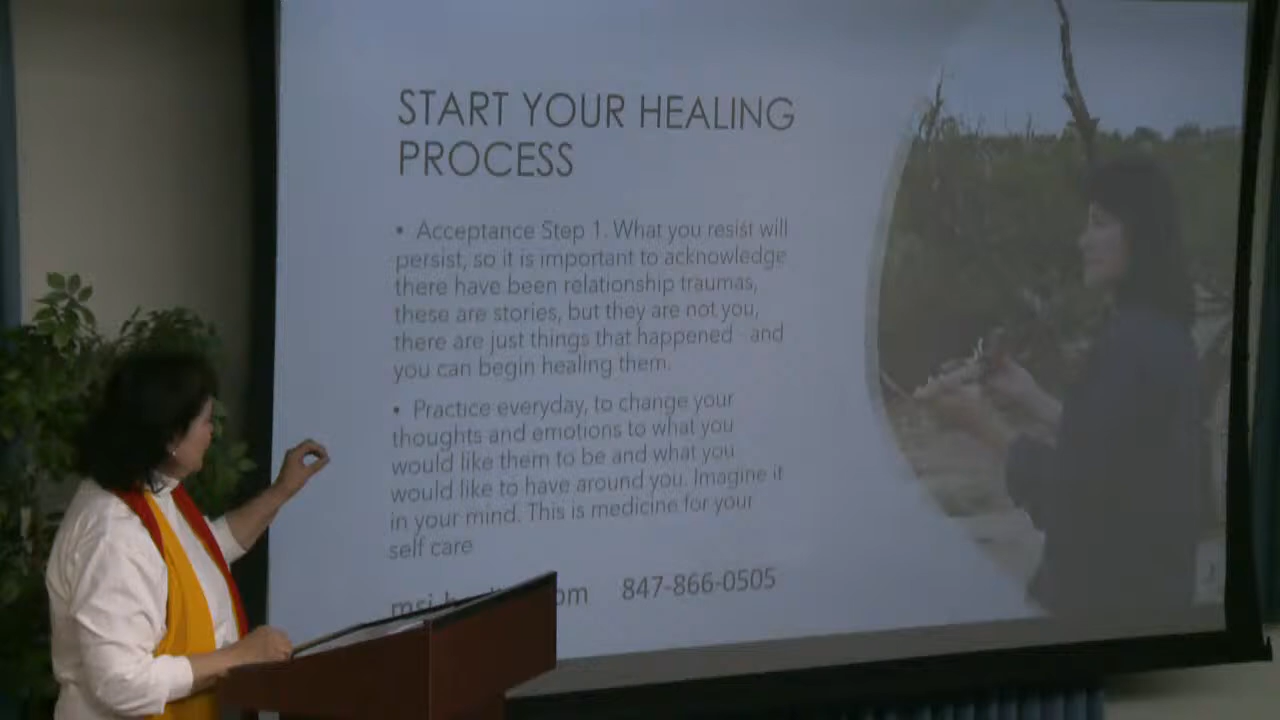 START YOUR HEALING
PROCESS
• Acceptance Step 1. What you resist will
persist, so it is important to acknowledge
there have been relationship traumas,
these are stories, but they are not you,
there are just things that happened - and
you can begin healing them.
• Practice everyday, to change your
thoughts and emotions to what you
would like them to be and what you
would like to have around you. Imagine it
in your mind. This is medicine for your
self care
847-866-0505